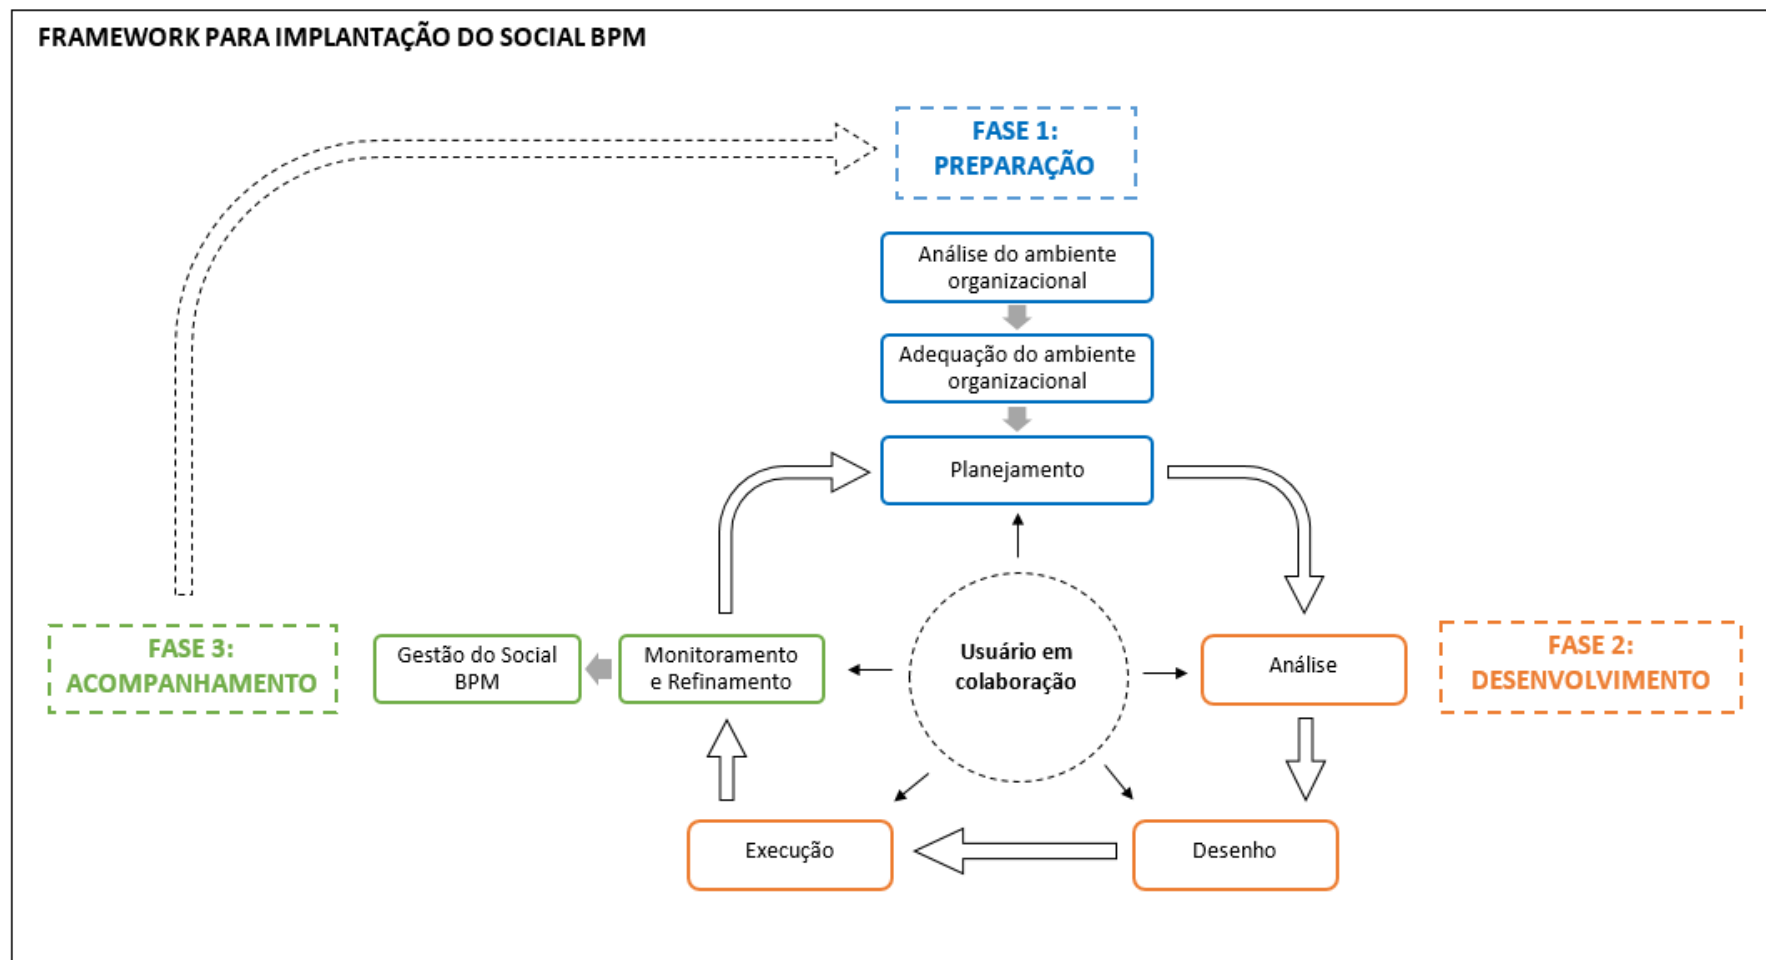 FRAMEWORK PARA IMPLANTAÇÃO DO SOCIAL BPM
FASE 1:
PREPARAÇÃO
Análise do ambiente
organizacional
Adequação do ambiente
organizacional
Planejamento
Usuário em
colaboração
Análise
FASE 2:
DESENVOLVIMENTO
Desenho
Execução
Monitoramento
e Refinamento
Gestão do Social
BPM
FASE 3:
ACOMPANHAMENTO